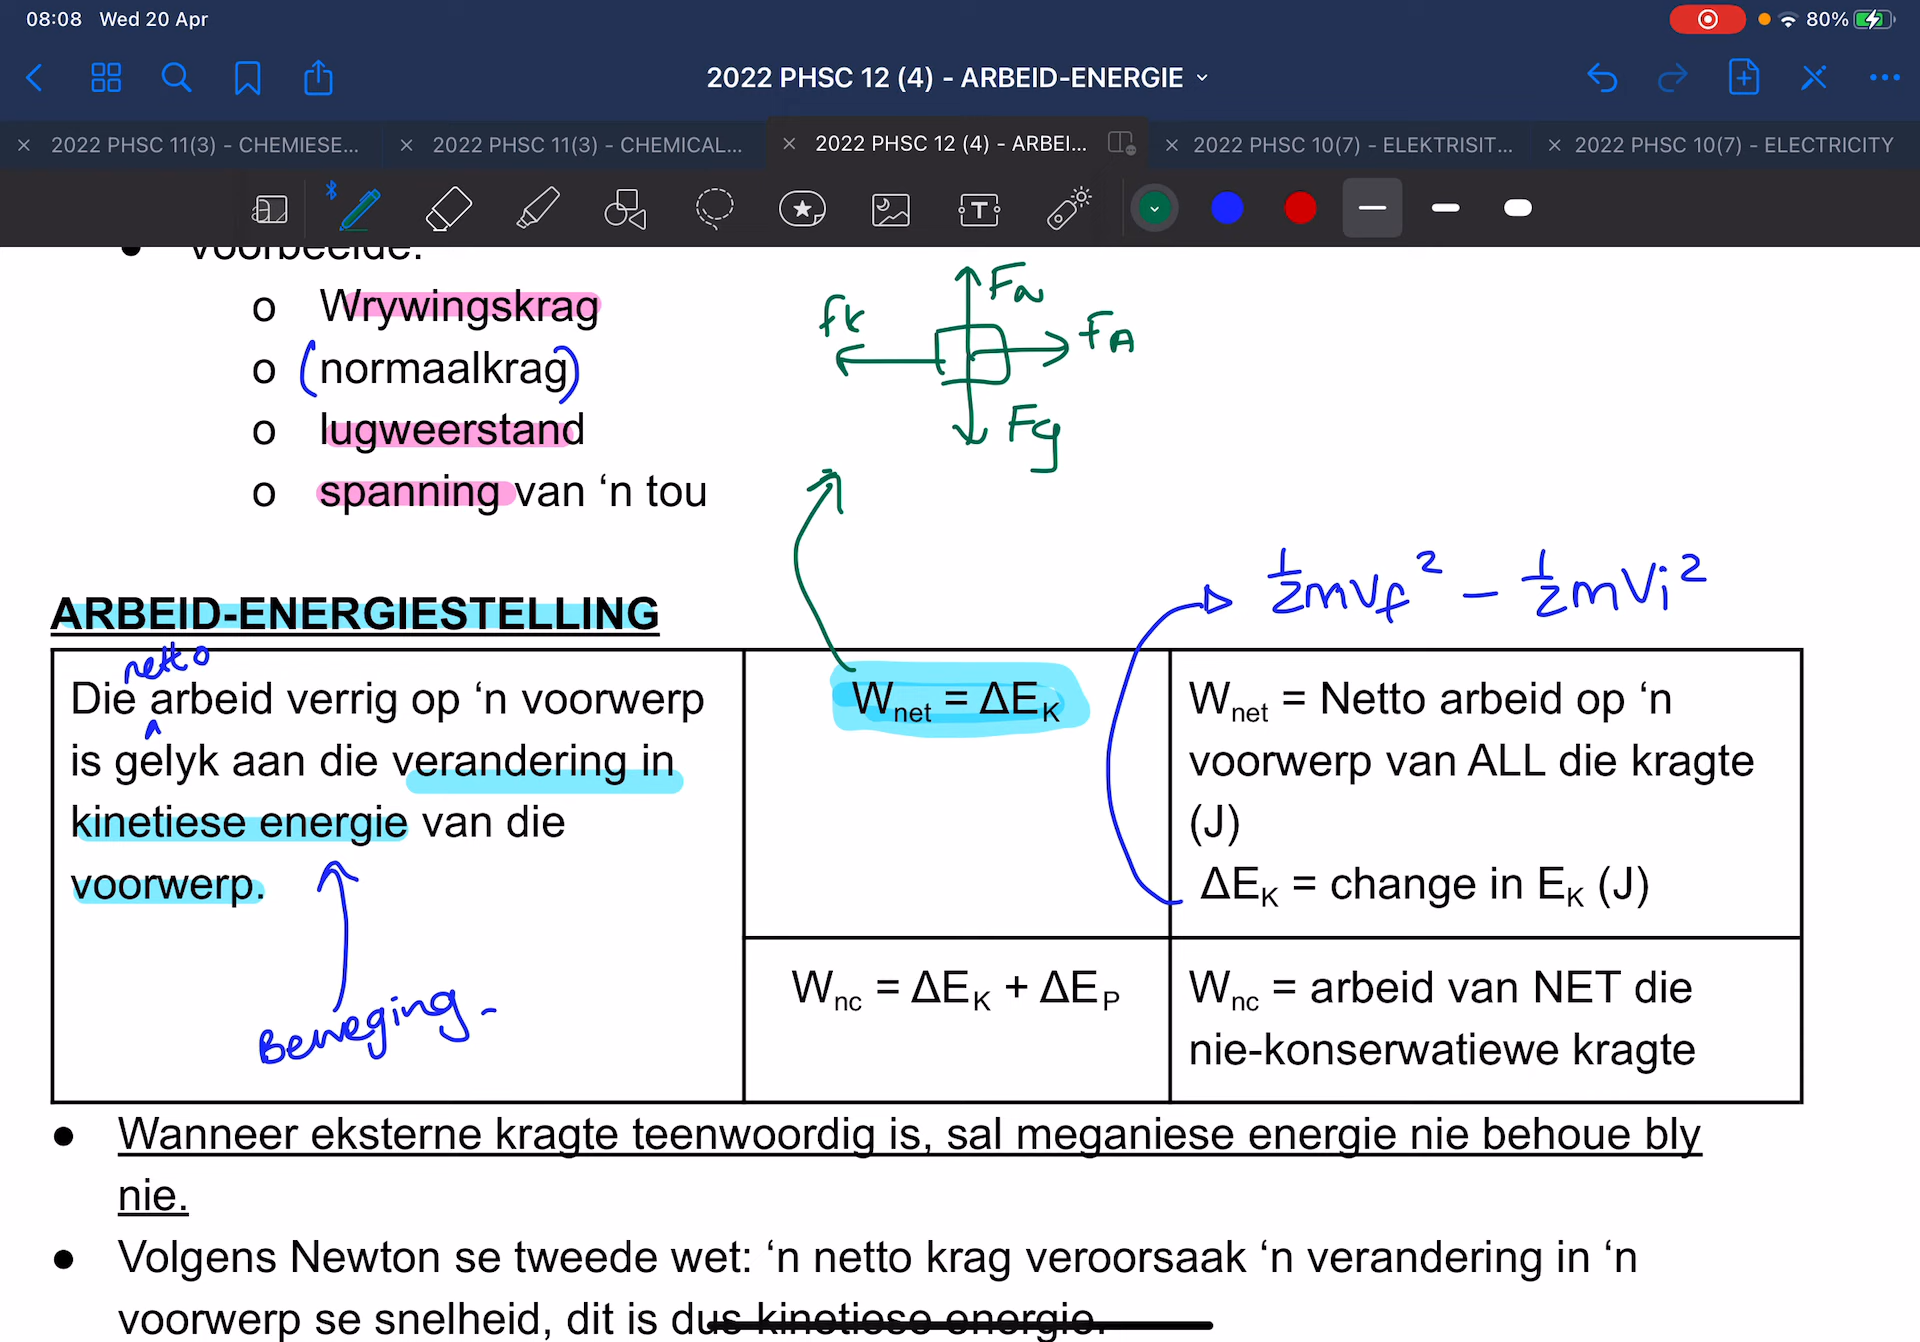 08:08 Wed 20 Apr
80%
2022 PHSC 12 (4) - ARBEID-ENERGIE
2022 PHSC 11(3) - CHEMIESE...
2022 PHSC 11(3) - CHEMICAL...
2022 PHSC 12 (4) - ARBEI...
2022 PHSC 10(7) - ELEKTRISIT...
2022 PHSC 10(7) - ELECTRICITY
T
voorbeelde:
o Wrywingskrag
o (normaalkrag)
o lugweerstand
o spanning van ‘n tou
FN
fk
FA
Fg
½mVf² – ½mVi²
ARBEID-ENERGIESTELLING
netto
Die ^ arbeid verrig op ‘n voorwerp
is gelyk aan die verandering in
kinetiese energie van die
voorwerp.
Beweging -
Wnet = ΔEK
Wnet = Netto arbeid op ‘n
voorwerp van ALL die kragte
(J)
ΔEK = change in EK (J)
Wnc = ΔEK + ΔEP
Wnc = arbeid van NET die
nie-konserwatiewe kragte
● Wanneer eksterne kragte teenwoordig is, sal meganiese energie nie behoue bly
nie.
● Volgens Newton se tweede wet: ‘n netto krag veroorsaak ‘n verandering in ‘n
voorwerp se snelheid, dit is dus kinetiese energie.